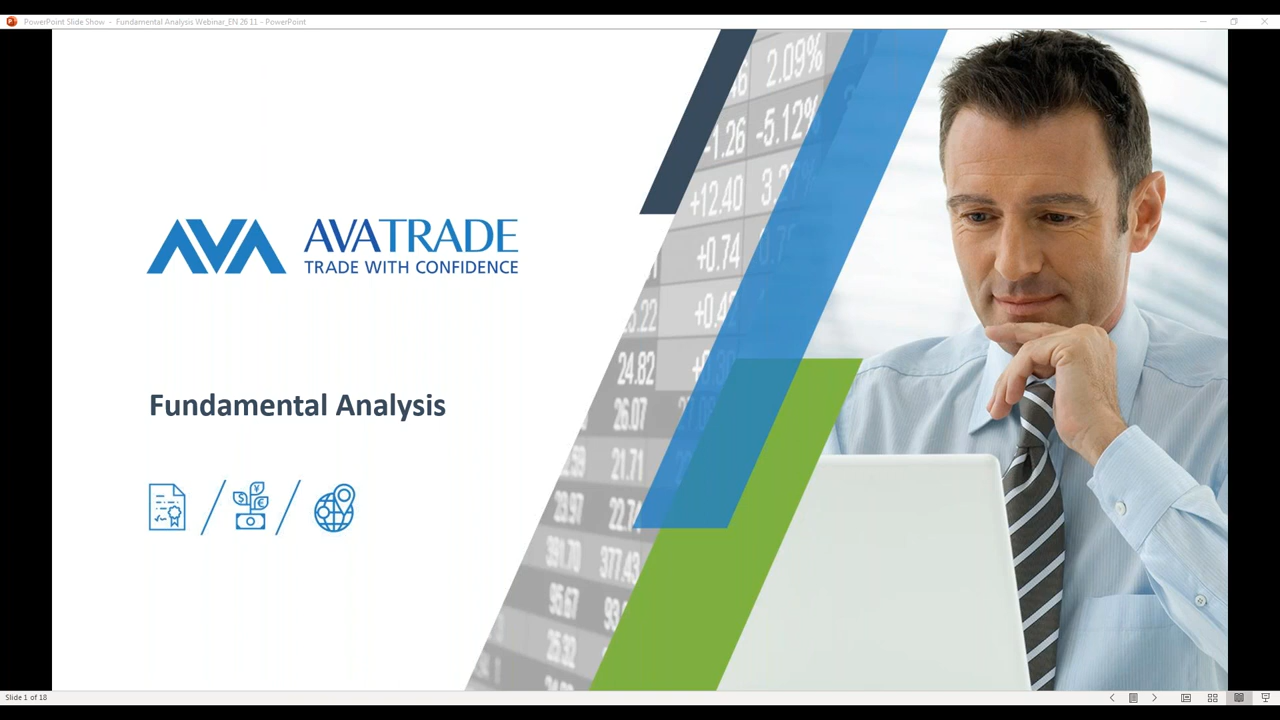 PowerPoint Slide Show - Fundamental Analysis Webinar_EN 26 11 - PowerPoint
AVA
AVATRADE
TRADE WITH CONFIDENCE
Fundamental Analysis
2.09%
-1.26
-5.12%
+12.40
+0.74
24.82
26.07
21.71
377.43
Slide 1 of 18